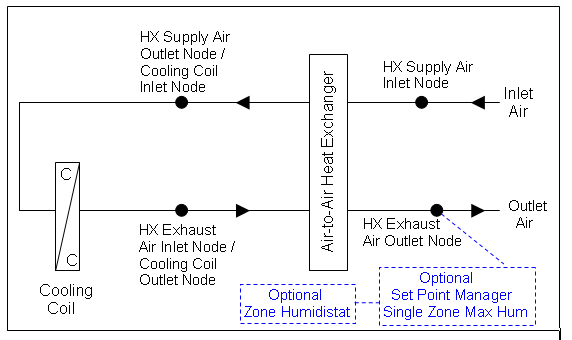 HX Supply Air
Outlet Node /
Cooling Coil
Inlet Node
HX Supply Air
Inlet Node
Inlet
Air
Air-to-Air Heat Exchanger
C
C
Cooling
Coil
HX Exhaust
Air Inlet Node /
Cooling Coil
Outlet Node
HX Exhaust
Air Outlet Node
Outlet
Air
Optional
Zone Humidistat
Optional
Set Point Manager
Single Zone Max Hum